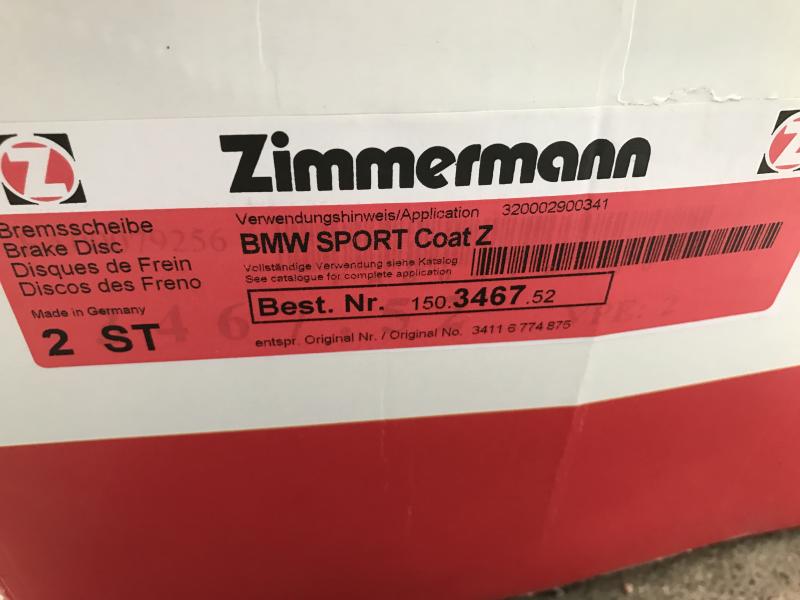 Z
Zimmermann
Z
Bremsscheibe
Brake Disc
Disques de Frein
Discos des Freno
Made in Germany
2 ST
Verwendungshinweis/Application 320002900341
BMW SPORT Coat Z
Vollständige Verwendung siehe Katalog
See catalogue for complete application
Best. Nr. 150.3467.52
entspr. Original Nr. / Original No. 3411 6 774 875